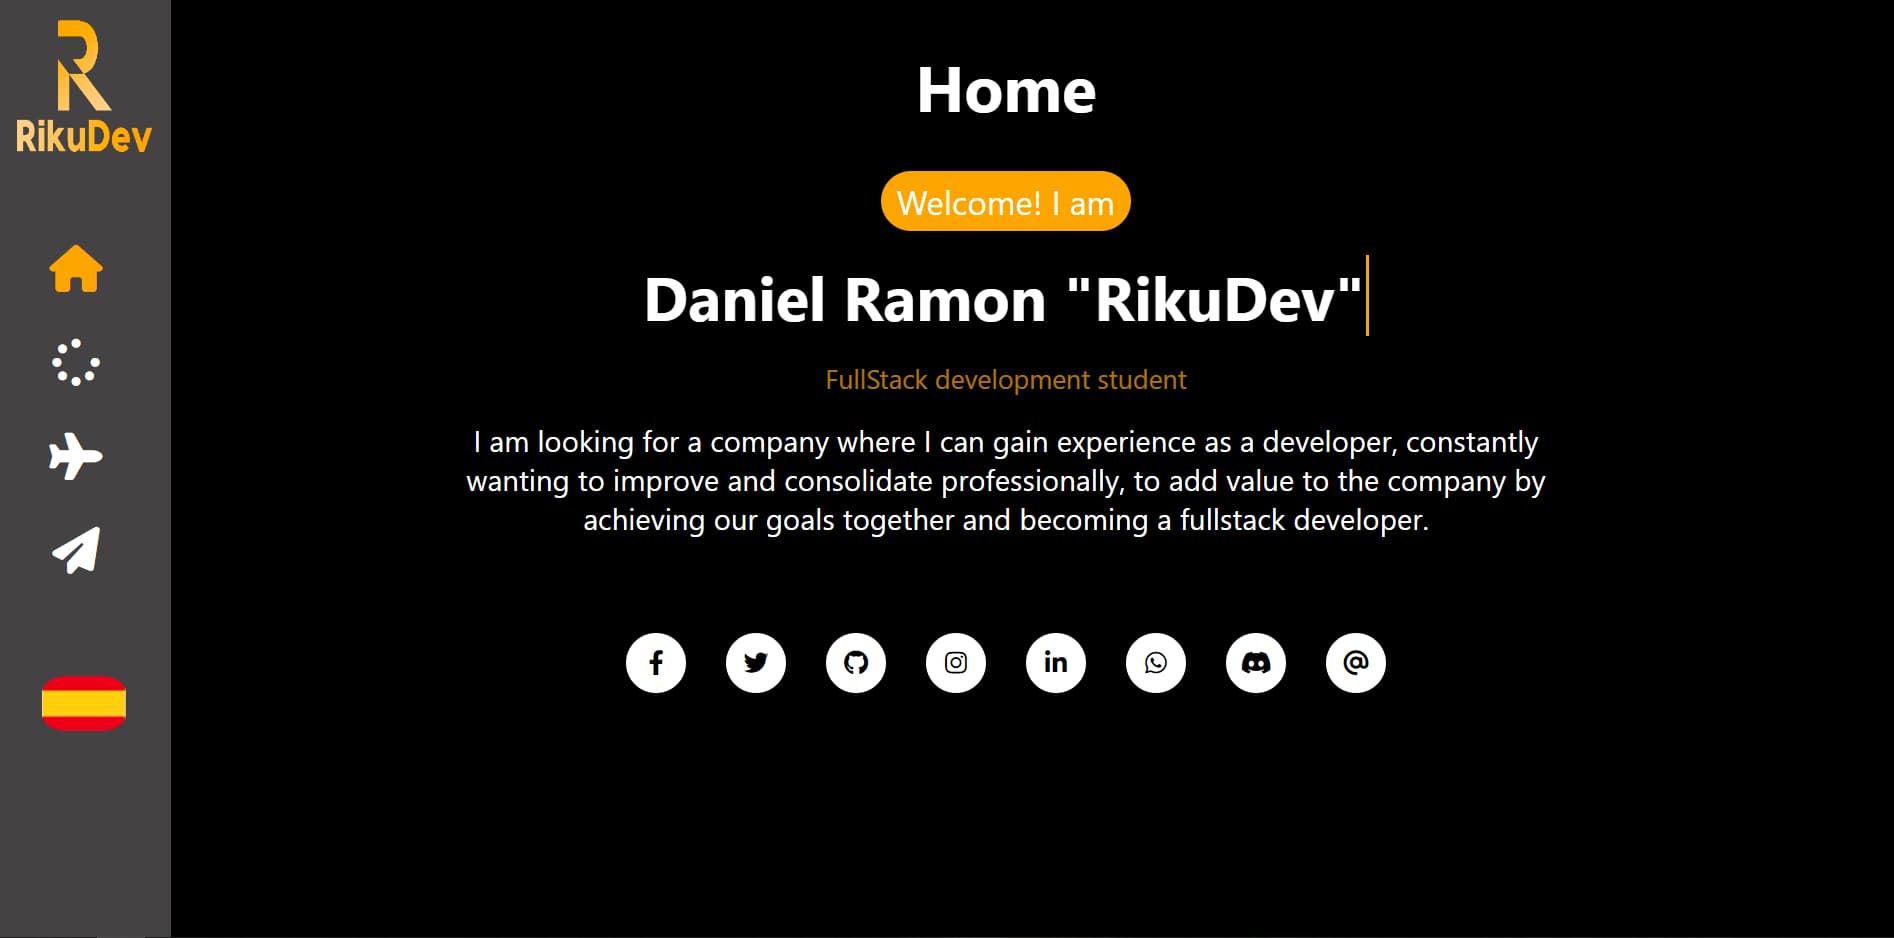 RikuDev
Home
Welcome! I am
Daniel Ramon "RikuDev"
FullStack development student
I am looking for a company where I can gain experience as a developer, constantly
wanting to improve and consolidate professionally, to add value to the company by
achieving our goals together and becoming a fullstack developer.